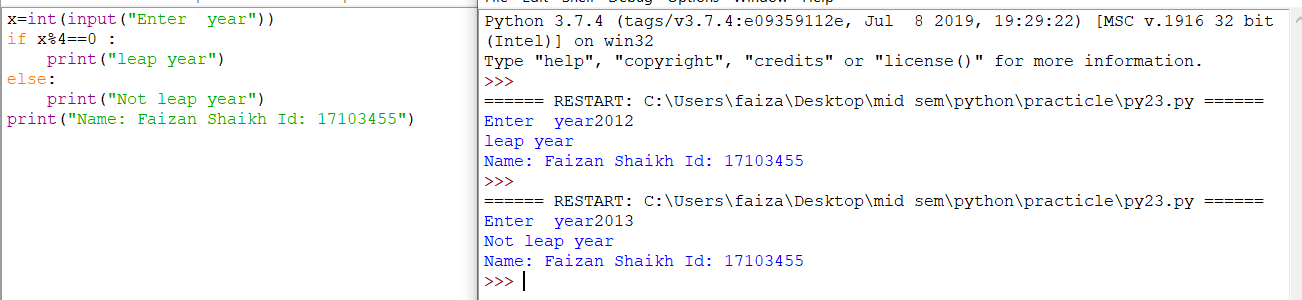 x=int(input("Enter  year"))
if x%4==0 :
    print("leap year")
else:
    print("Not leap year")
print("Name: Faizan Shaikh Id: 17103455")
Python 3.7.4 (tags/v3.7.4:e09359112e, Jul  8 2019, 19:29:22) [MSC v.1916 32 bit
(Intel)] on win32
Type "help", "copyright", "credits" or "license()" for more information.
>>>
====== RESTART: C:\Users\faiza\Desktop\mid sem\python\practicle\py23.py ======
Enter  year2012
leap year
Name: Faizan Shaikh Id: 17103455
>>>
====== RESTART: C:\Users\faiza\Desktop\mid sem\python\practicle\py23.py ======
Enter  year2013
Not leap year
Name: Faizan Shaikh Id: 17103455
>>>